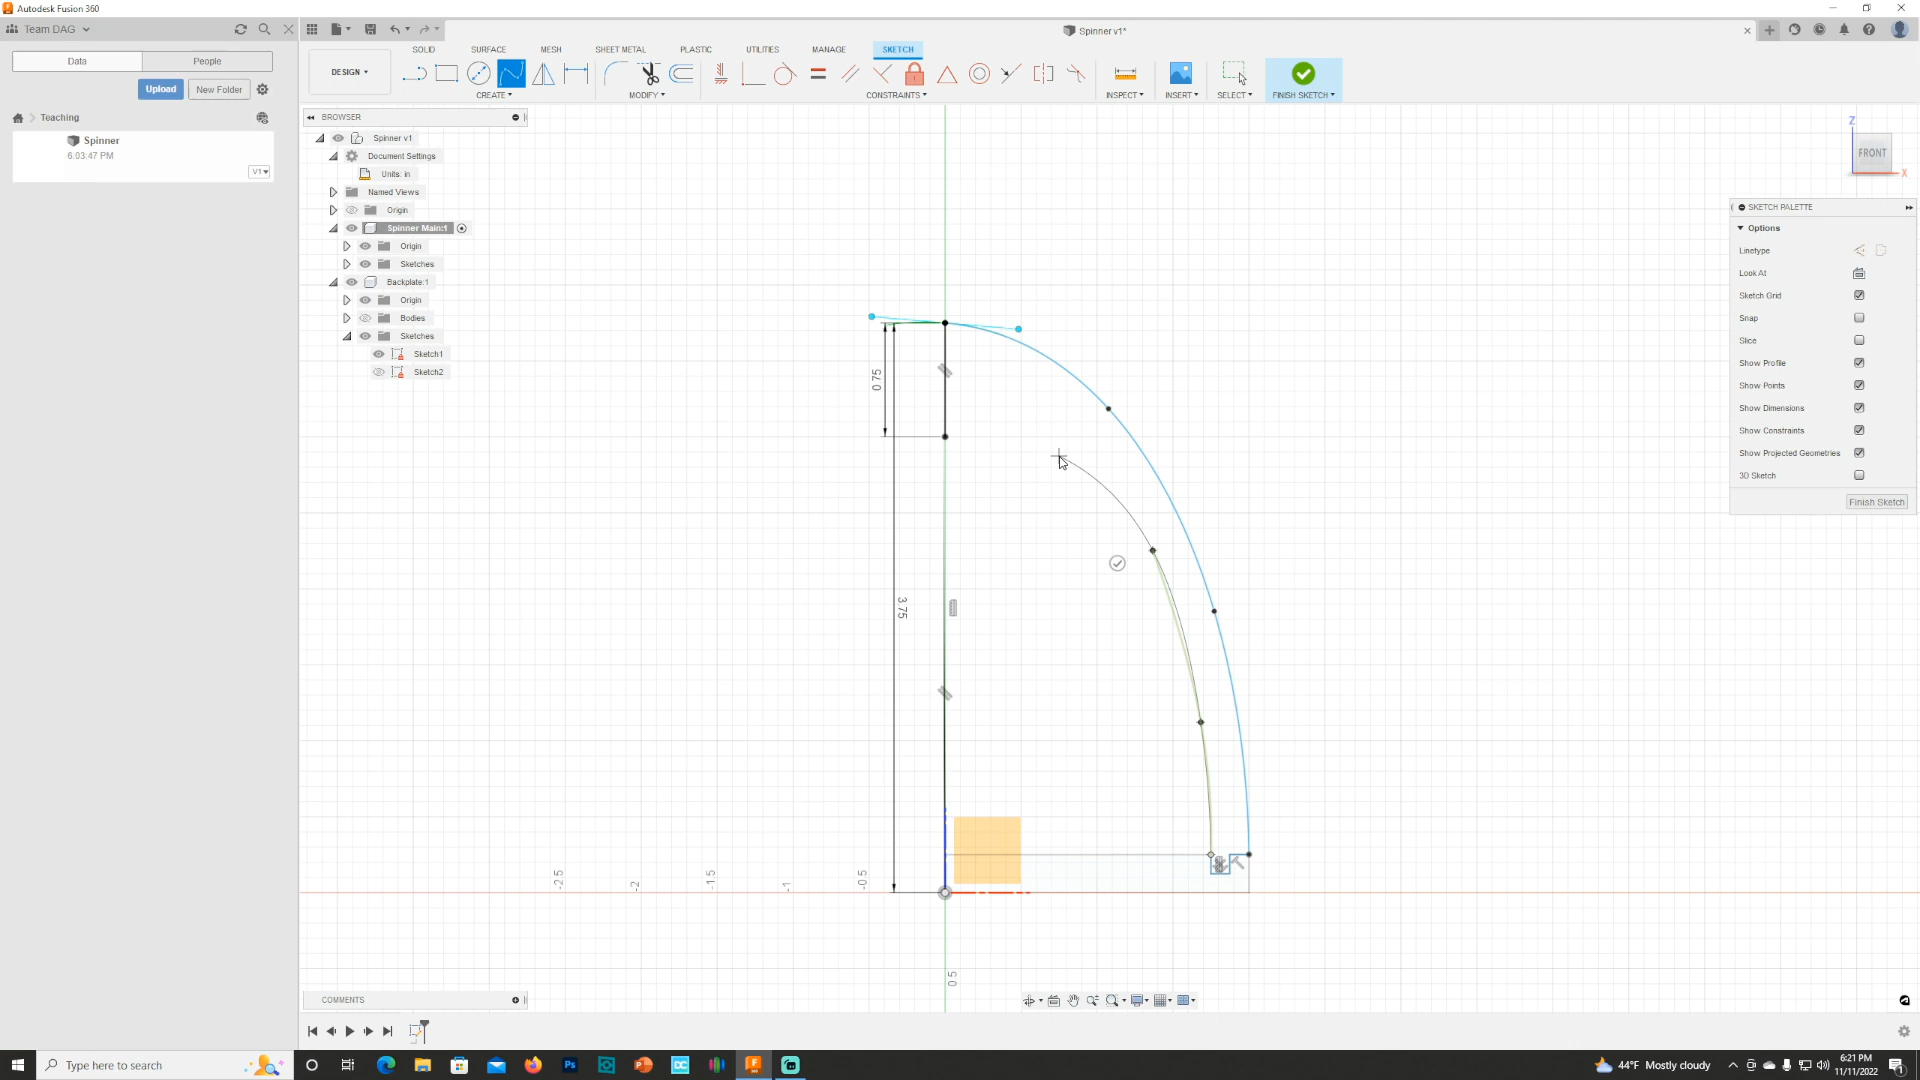 Autodesk Fusion 360
Team DAG
Data
People
Upload
New Folder
Teaching
Spinner
6:03:47 PM
V1
Spinner v1*
DESIGN
SOLID
SURFACE
MESH
SHEET METAL
PLASTIC
UTILITIES
MANAGE
SKETCH
CREATE
MODIFY
CONSTRAINTS
INSPECT
INSERT
SELECT
FINISH SKETCH
BROWSER
Spinner v1
Document Settings
Units: in
Named Views
Origin
Spinner Main:1
Origin
Sketches
Backplate:1
Origin
Bodies
Sketches
Sketch1
Sketch2
Z
FRONT
X
SKETCH PALETTE
Options
Linetype
Look At
Sketch Grid
Snap
Slice
Show Profile
Show Points
Show Dimensions
Show Constraints
Show Projected Geometries
3D Sketch
Finish Sketch
0.75
3.75
-2.5
-2
-1.5
-1
-0.5
0.5
COMMENTS
Type here to search
44°F Mostly cloudy
6:21 PM
11/11/2022
1